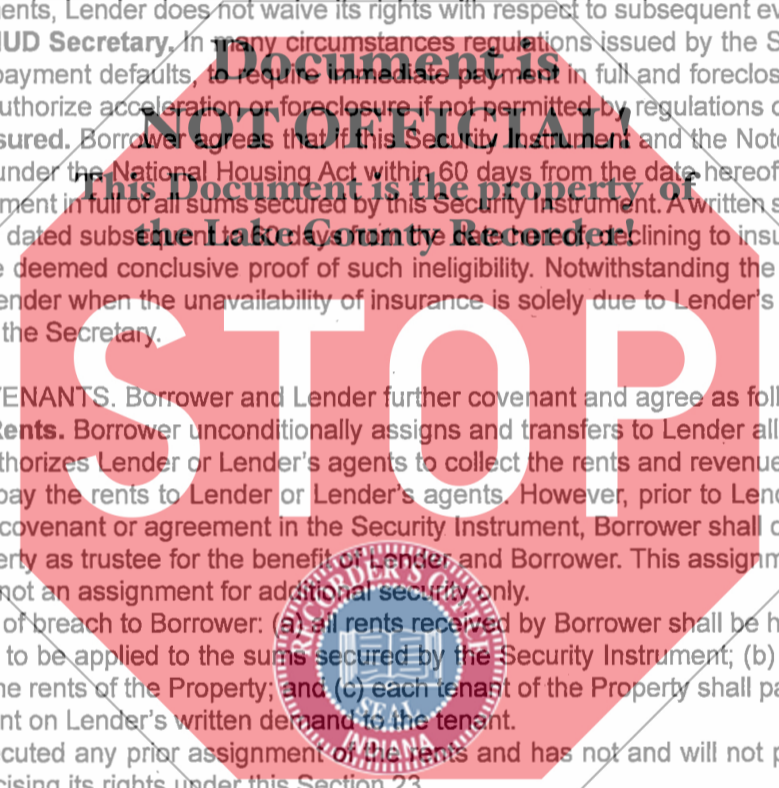 ents, Lender does not waive its rights with respect to subsequent ev
HUD Secretary. In many circumstances regulations issued by the S
payment defaults, to require immediate payment in full and foreclos
uthorize acceleration or foreclosure if not permitted by regulations o
sured. Borrower agrees that if this Security Instrument and the Note
under the National Housing Act within 60 days from the date hereof
ment in full of all sums secured by this Security Instrument. A written s
dated subsequent to 60 days from the date hereof, declining to insu
e deemed conclusive proof of such ineligibility. Notwithstanding the
ender when the unavailability of insurance is solely due to Lender's
the Secretary.
Document is
NOT OFFICIAL!
This Document is the property of
the Lake County Recorder!
STOP
VENANTS. Borrower and Lender further covenant and agree as foll
Rents. Borrower unconditionally assigns and transfers to Lender all
thorizes Lender or Lender's agents to collect the rents and revenue
pay the rents to Lender or Lender's agents. However, prior to Lend
covenant or agreement in the Security Instrument, Borrower shall c
erty as trustee for the benefit of Lender and Borrower. This assignm
not an assignment for additional security only.
of breach to Borrower: (a) all rents received by Borrower shall be h
to be applied to the sums secured by the Security Instrument; (b)
he rents of the Property; and (c) each tenant of the Property shall pa
nt on Lender's written demand to the tenant.
cuted any prior assignment of the rents and has not and will not p
cising its rights under this Section 23.
RECORDER'S OFFICE
SEAL
INDIANA